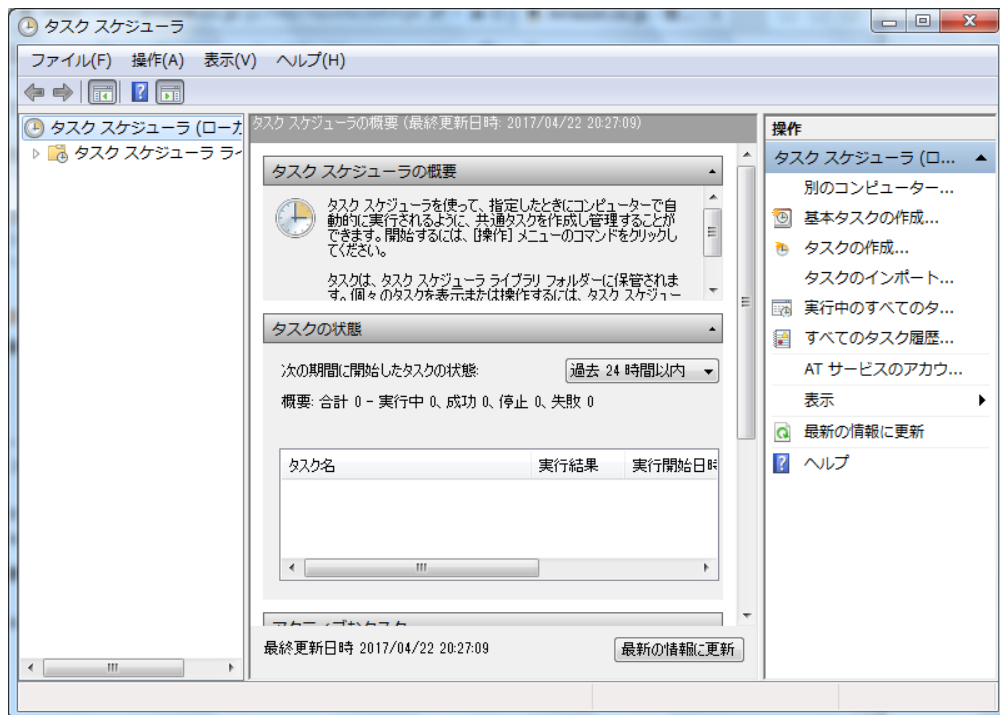 タスク スケジューラ
ファイル(F) 操作(A) 表示(V) ヘルプ(H)
タスク スケジューラ (ローカ
タスク スケジューラ ライ
タスク スケジューラの概要 (最終更新日時: 2017/04/22 20:27:09)
タスク スケジューラの概要
タスク スケジューラを使って、指定したときにコンピューターで自
動的に実行されるように、共通タスクを作成し管理することが
できます。開始するには、[操作] メニューのコマンドをクリックし
てください。
タスクは、タスク スケジューラ ライブラリ フォルダーに保管されま
す。個々のタスクを表示または操作するには、タスク スケジュー
タスクの状態
次の期間に開始したタスクの状態:
過去 24 時間以内
概要: 合計 0 - 実行中 0、成功 0、停止 0、失敗 0
タスク名 実行結果 実行開始日時
アクティブなタスク
最終更新日時 2017/04/22 20:27:09
最新の情報に更新
操作
タスク スケジューラ (ロ...
別のコンピューター...
基本タスクの作成...
タスクの作成...
タスクのインポート...
実行中のすべてのタ...
すべてのタスク履歴...
AT サービスのアカウ...
表示
最新の情報に更新
ヘルプ